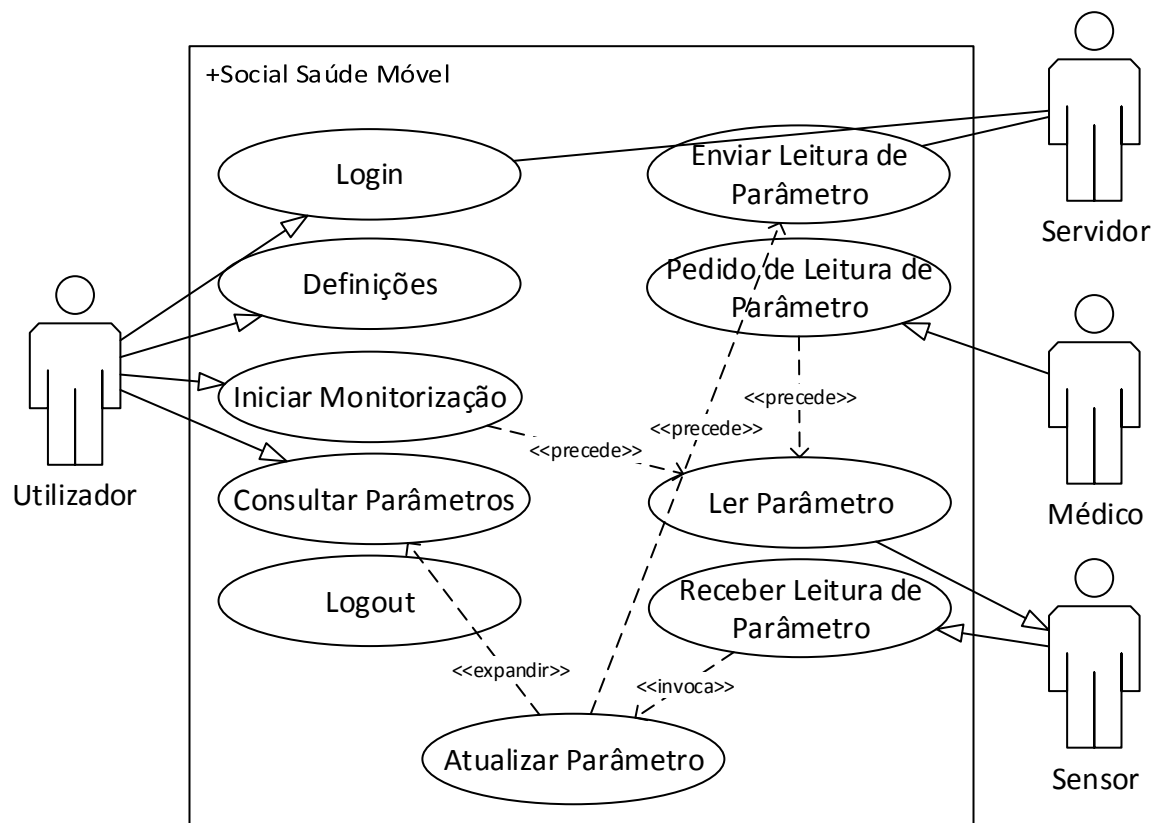 +Social Saúde Móvel
Login
Enviar Leitura de
Parâmetro
Servidor
Definições
Pedido de Leitura de
Parâmetro
Iniciar Monitorização
<<precede>>
<<precede>>
<<precede>>
Utilizador
Consultar Parâmetros
Ler Parâmetro
Médico
Logout
Receber Leitura de
Parâmetro
<<expandir>>
<<invoca>>
Atualizar Parâmetro
Sensor